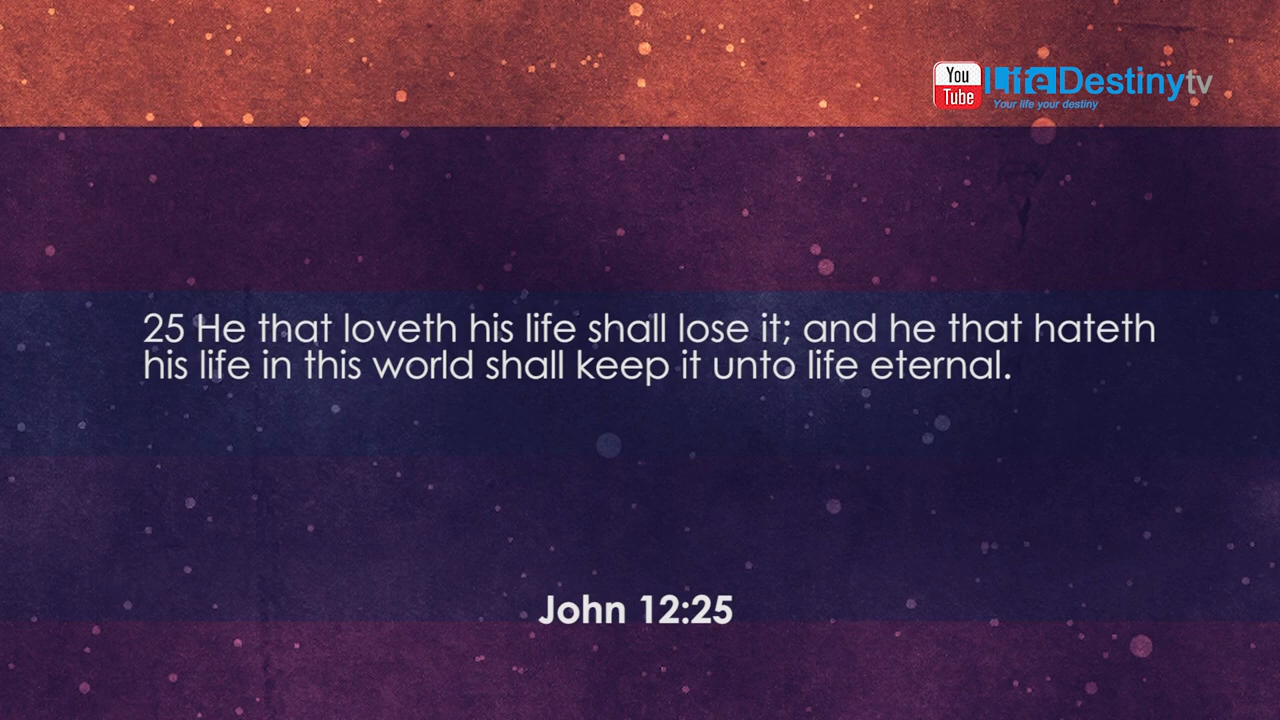 You
Tube
LifeDestinytv
Your life your destiny
25 He that loveth his life shall lose it; and he that hateth
his life in this world shall keep it unto life eternal.
John 12:25